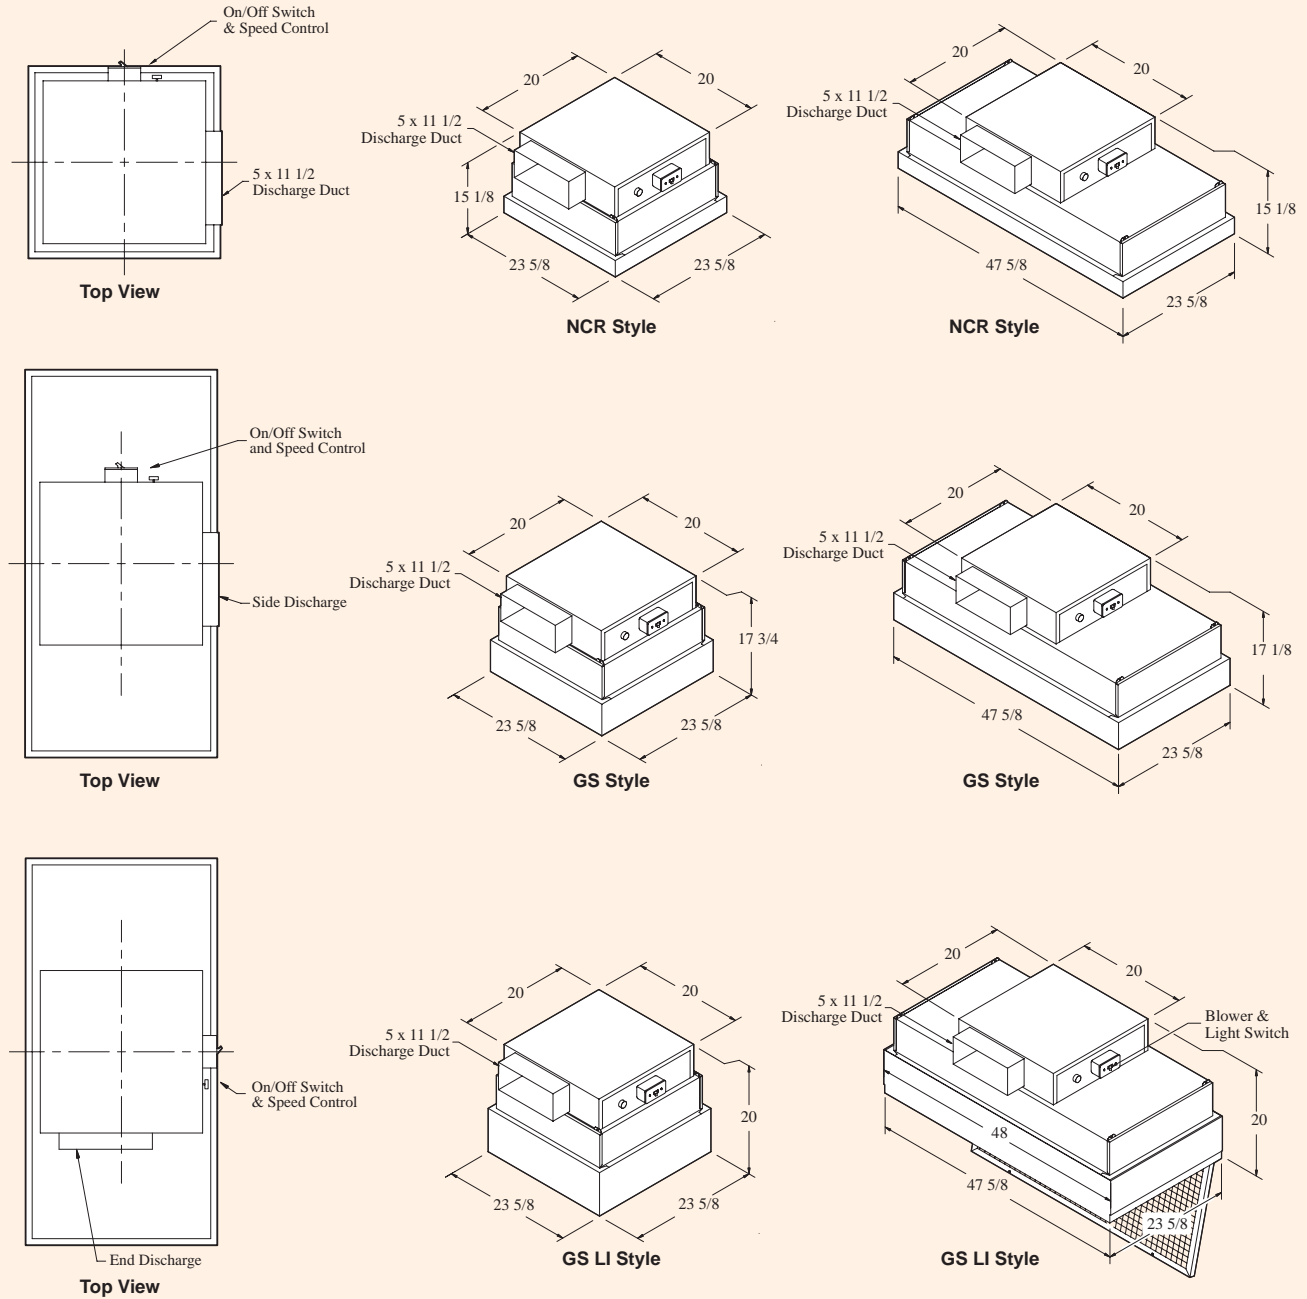 On/Off Switch
& Speed Control
5 x 11 1/2
Discharge Duct
Top View
20
20
5 x 11 1/2
Discharge Duct
15 1/8
23 5/8
23 5/8
NCR Style
20
20
5 x 11 1/2
Discharge Duct
15 1/8
47 5/8
23 5/8
NCR Style
On/Off Switch
and Speed Control
Side Discharge
Top View
20
20
5 x 11 1/2
Discharge Duct
17 3/4
23 5/8
23 5/8
GS Style
20
20
5 x 11 1/2
Discharge Duct
17 1/8
47 5/8
23 5/8
GS Style
On/Off Switch
& Speed Control
End Discharge
Top View
20
20
5 x 11 1/2
Discharge Duct
20
23 5/8
23 5/8
GS LI Style
20
20
5 x 11 1/2
Discharge Duct
Blower &
Light Switch
20
48
47 5/8
23 5/8
GS LI Style